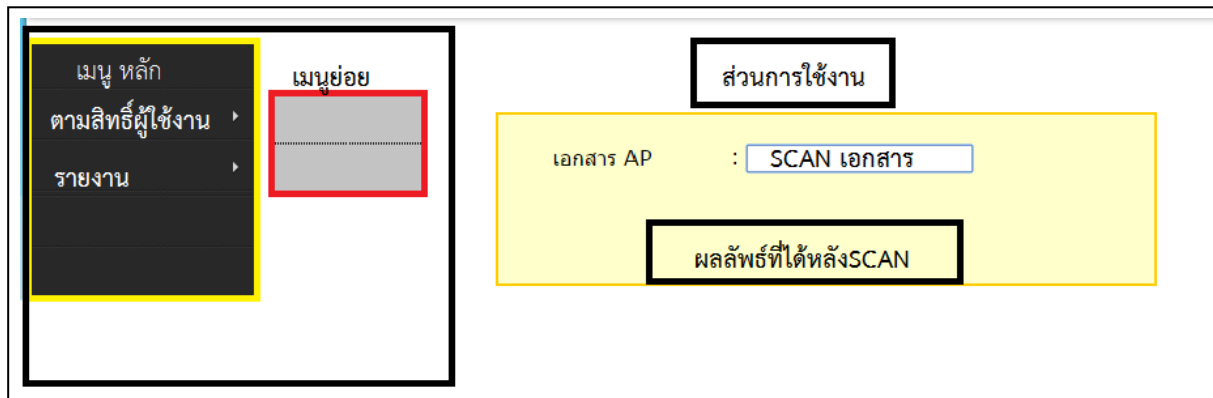 เมนู หลัก
ตามสิทธิ์ผู้ใช้งาน
รายงาน
เมนูย่อย
ส่วนการใช้งาน
เอกสาร AP : SCAN เอกสาร
ผลลัพธ์ที่ได้หลังSCAN